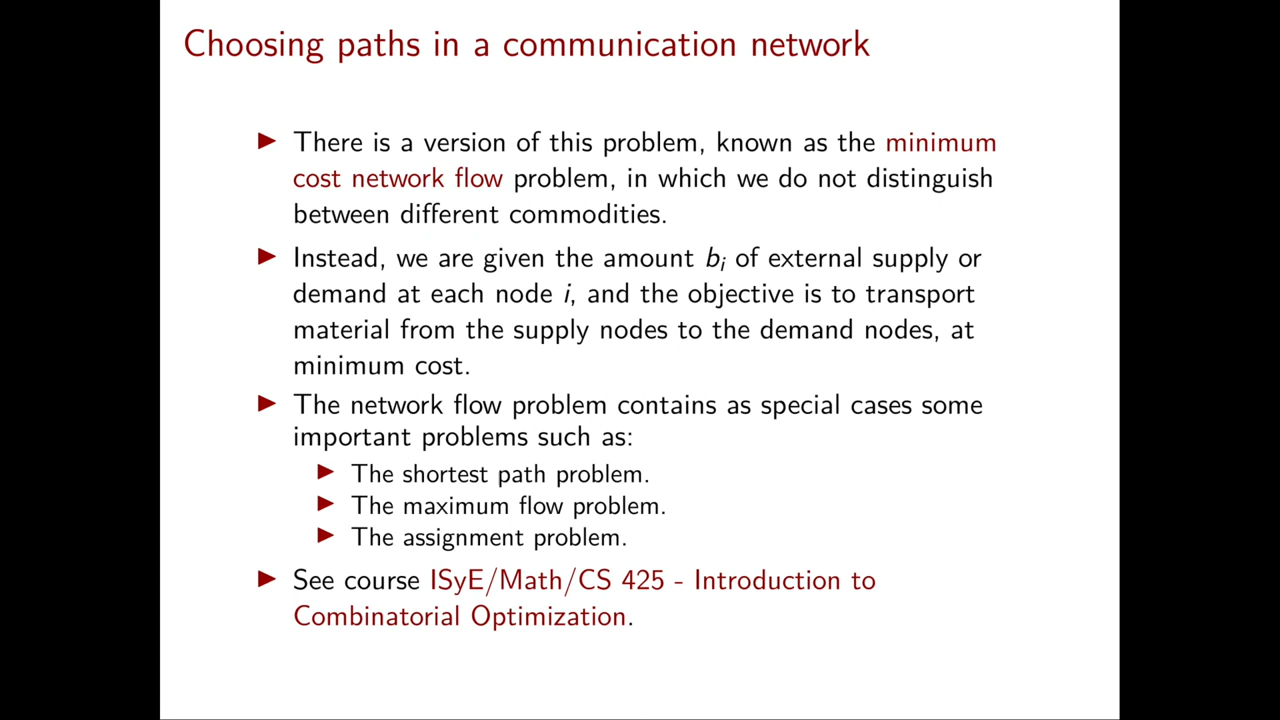 Choosing paths in a communication network
▶ There is a version of this problem, known as the minimum
cost network flow problem, in which we do not distinguish
between different commodities.
▶ Instead, we are given the amount bᵢ of external supply or
demand at each node i, and the objective is to transport
material from the supply nodes to the demand nodes, at
minimum cost.
▶ The network flow problem contains as special cases some
important problems such as:
▶ The shortest path problem.
▶ The maximum flow problem.
▶ The assignment problem.
▶ See course ISyE/Math/CS 425 - Introduction to
Combinatorial Optimization.